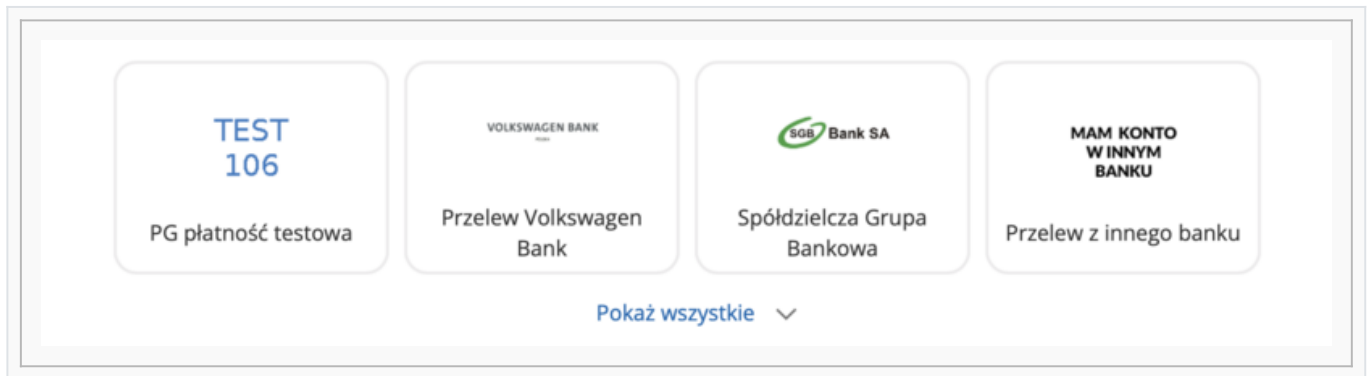 TEST
106
PG płatność testowa
VOLKSWAGEN BANK
Przelew Volkswagen
Bank
SGB Bank SA
Spółdzielcza Grupa
Bankowa
MAM KONTO
W INNYM
BANKU
Przelew z innego banku
Pokaż wszystkie